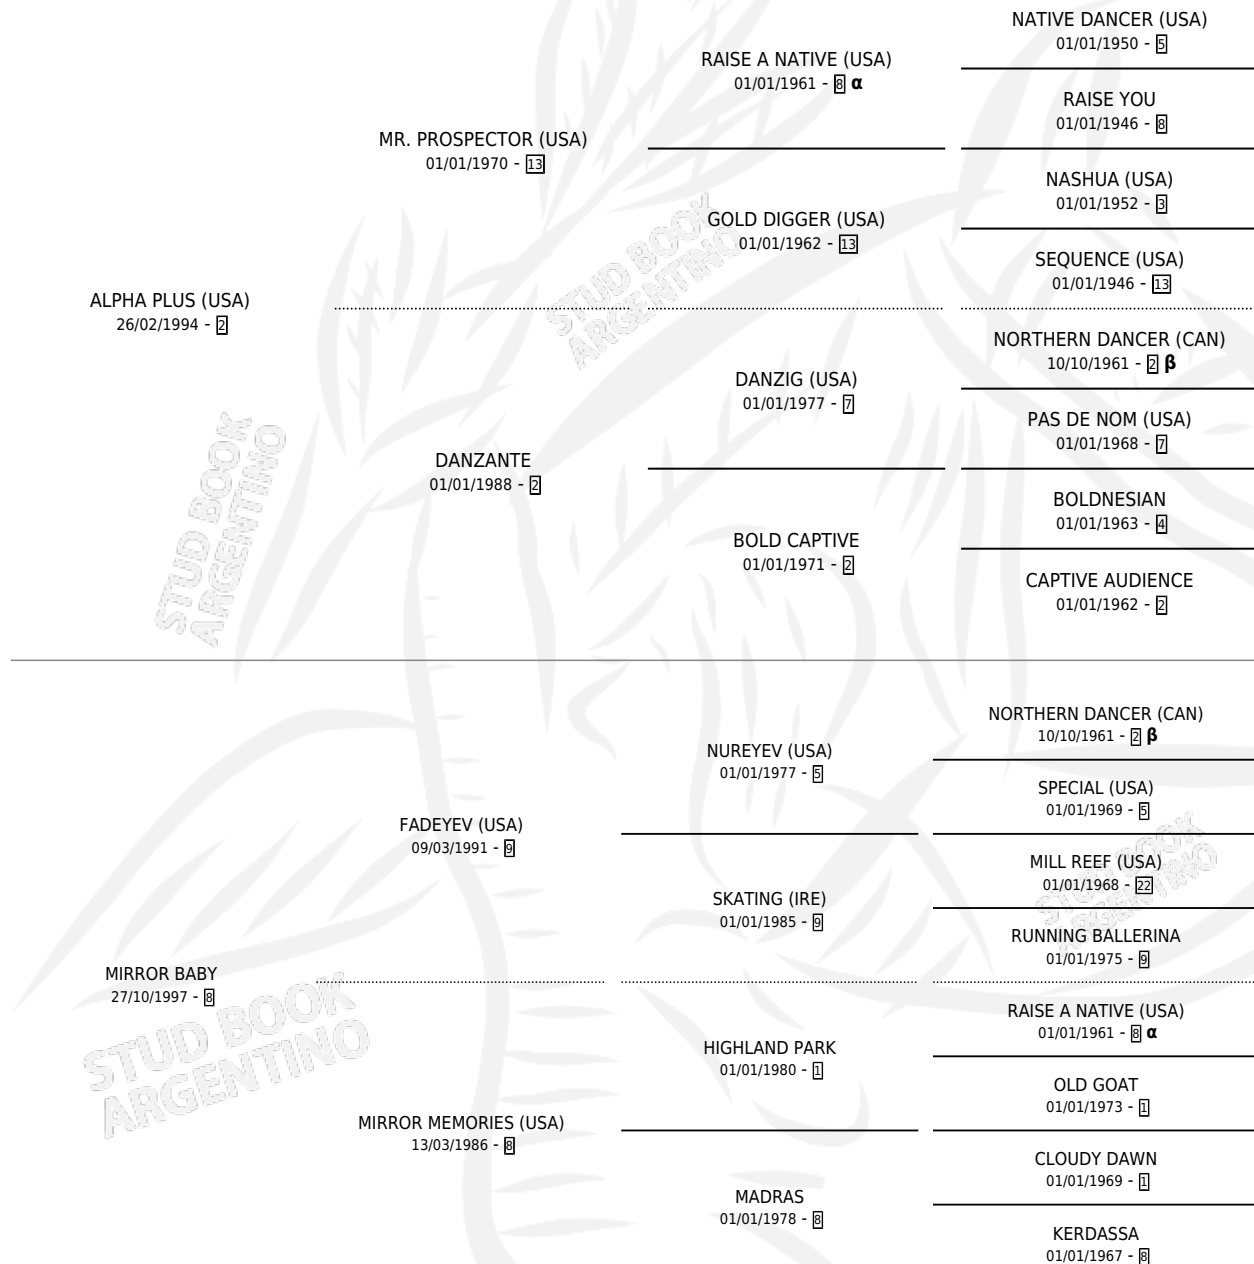 NATIVE DANCER (USA)
01/01/1950 - 5
RAISE A NATIVE (USA)
01/01/1961 - 8 α
RAISE YOU
01/01/1946 - 8
MR. PROSPECTOR (USA)
01/01/1970 - 13
NASHUA (USA)
01/01/1952 - 3
GOLD DIGGER (USA)
01/01/1962 - 13
SEQUENCE (USA)
01/01/1946 - 13
ALPHA PLUS (USA)
26/02/1994 - 2
STUD BOOK
ARGENTINO
NORTHERN DANCER (CAN)
10/10/1961 - 2 β
DANZIG (USA)
01/01/1977 - 7
PAS DE NOM (USA)
01/01/1968 - 7
DANZANTE
01/01/1988 - 2
BOLDNESIAN
01/01/1963 - 4
BOLD CAPTIVE
01/01/1971 - 2
CAPTIVE AUDIENCE
01/01/1962 - 2
STUD BOOK
ARGENTINO
NORTHERN DANCER (CAN)
10/10/1961 - 2 β
NUREYEV (USA)
01/01/1977 - 5
SPECIAL (USA)
01/01/1969 - 5
FADEYEV (USA)
09/03/1991 - 9
MILL REEF (USA)
01/01/1968 - 22
SKATING (IRE)
01/01/1985 - 9
RUNNING BALLERINA
01/01/1975 - 9
STUD BOOK
ARGENTINO
MIRROR BABY
27/10/1997 - 8
RAISE A NATIVE (USA)
01/01/1961 - 8 α
HIGHLAND PARK
01/01/1980 - 1
OLD GOAT
01/01/1973 - 1
MIRROR MEMORIES (USA)
13/03/1986 - 8
CLOUDY DAWN
01/01/1969 - 1
MADRAS
01/01/1978 - 8
KERDASSA
01/01/1967 - 8
STUD BOOK
ARGENTINO